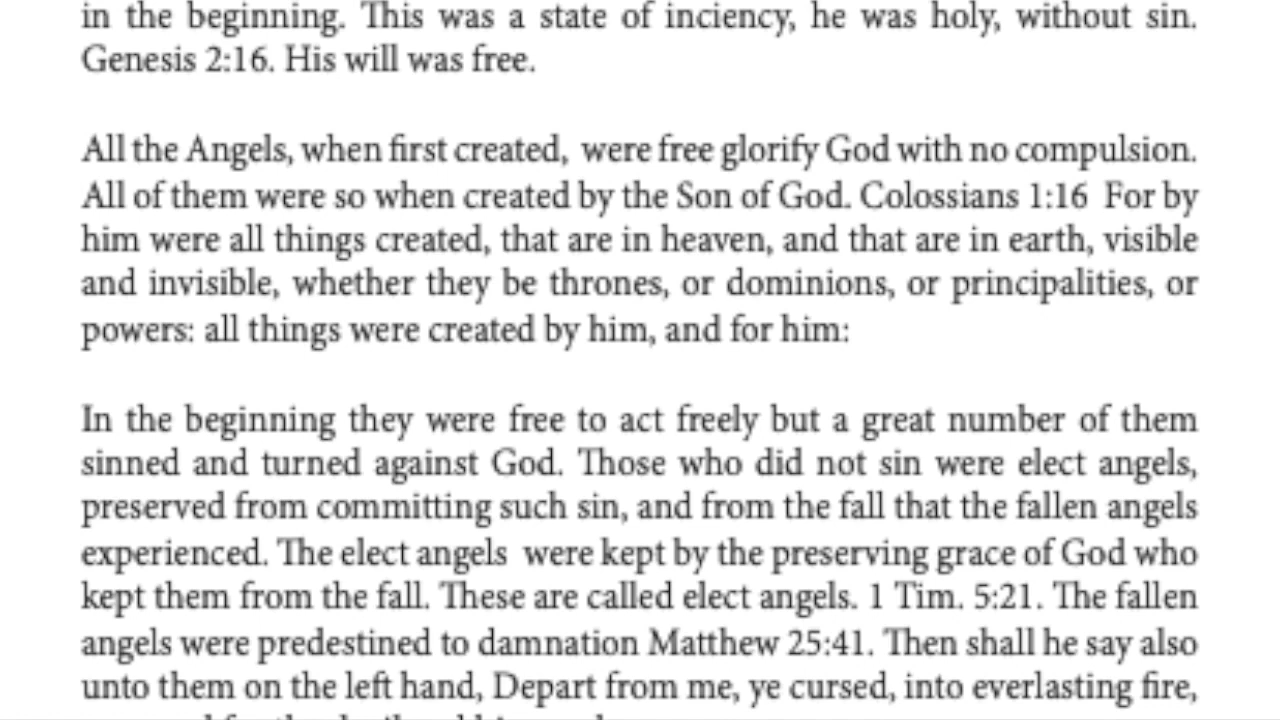 in the beginning. This was a state of inciency, he was holy, without sin.
Genesis 2:16. His will was free.
All the Angels, when first created, were free glorify God with no compulsion.
All of them were so when created by the Son of God. Colossians 1:16 For by
him were all things created, that are in heaven, and that are in earth, visible
and invisible, whether they be thrones, or dominions, or principalities, or
powers: all things were created by him, and for him:
In the beginning they were free to act freely but a great number of them
sinned and turned against God. Those who did not sin were elect angels,
preserved from committing such sin, and from the fall that the fallen angels
experienced. The elect angels were kept by the preserving grace of God who
kept them from the fall. These are called elect angels. 1 Tim. 5:21. The fallen
angels were predestined to damnation Matthew 25:41. Then shall he say also
unto them on the left hand, Depart from me, ye cursed, into everlasting fire,